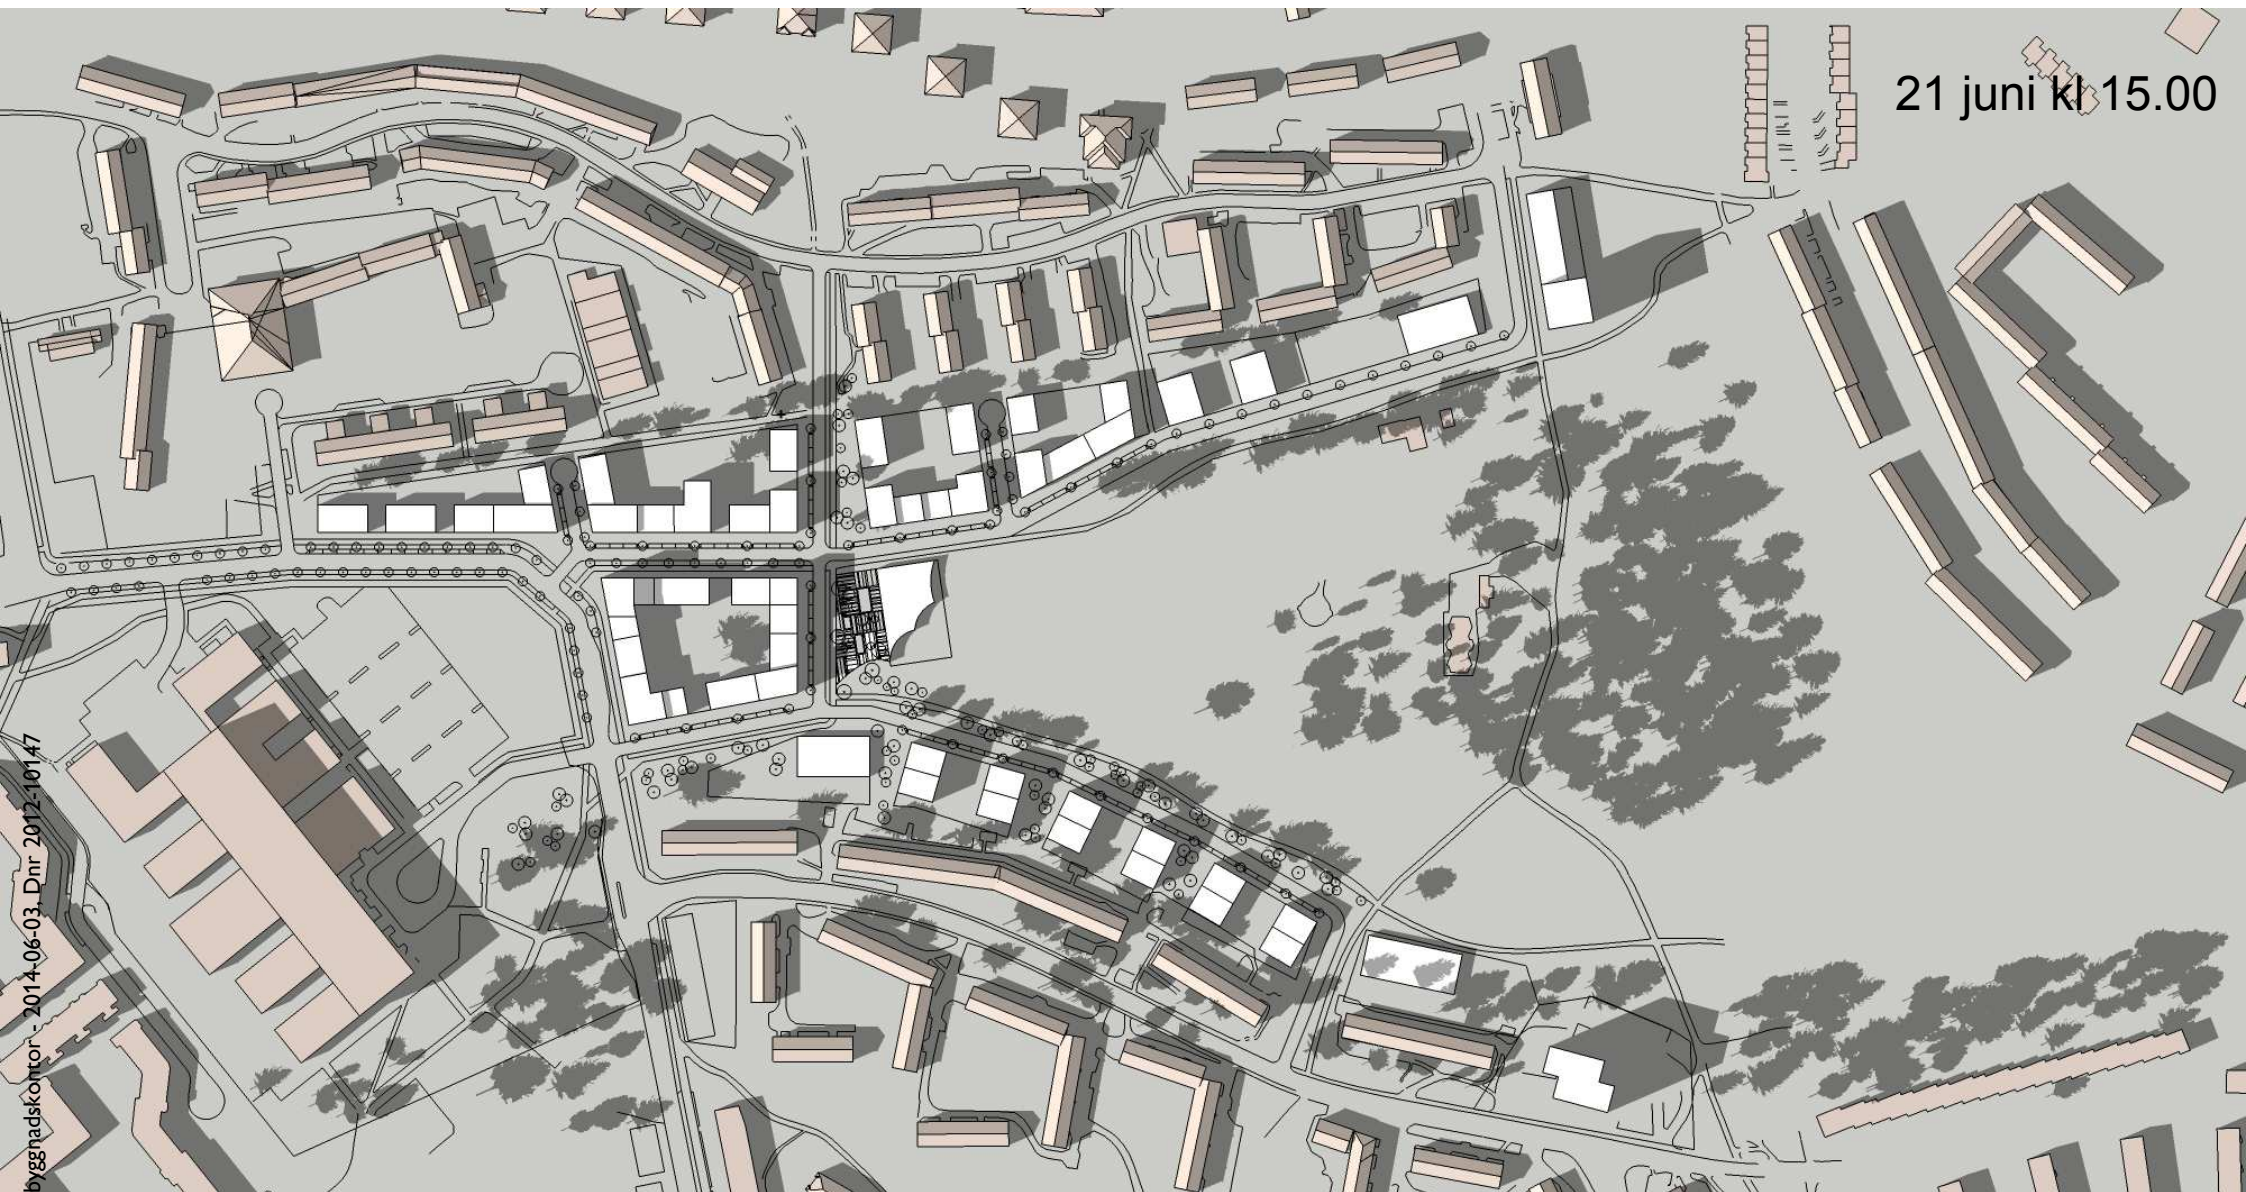 21 juni kl 15.00
byggnadskontor - 2014-06-03, Dnr 2012-10147